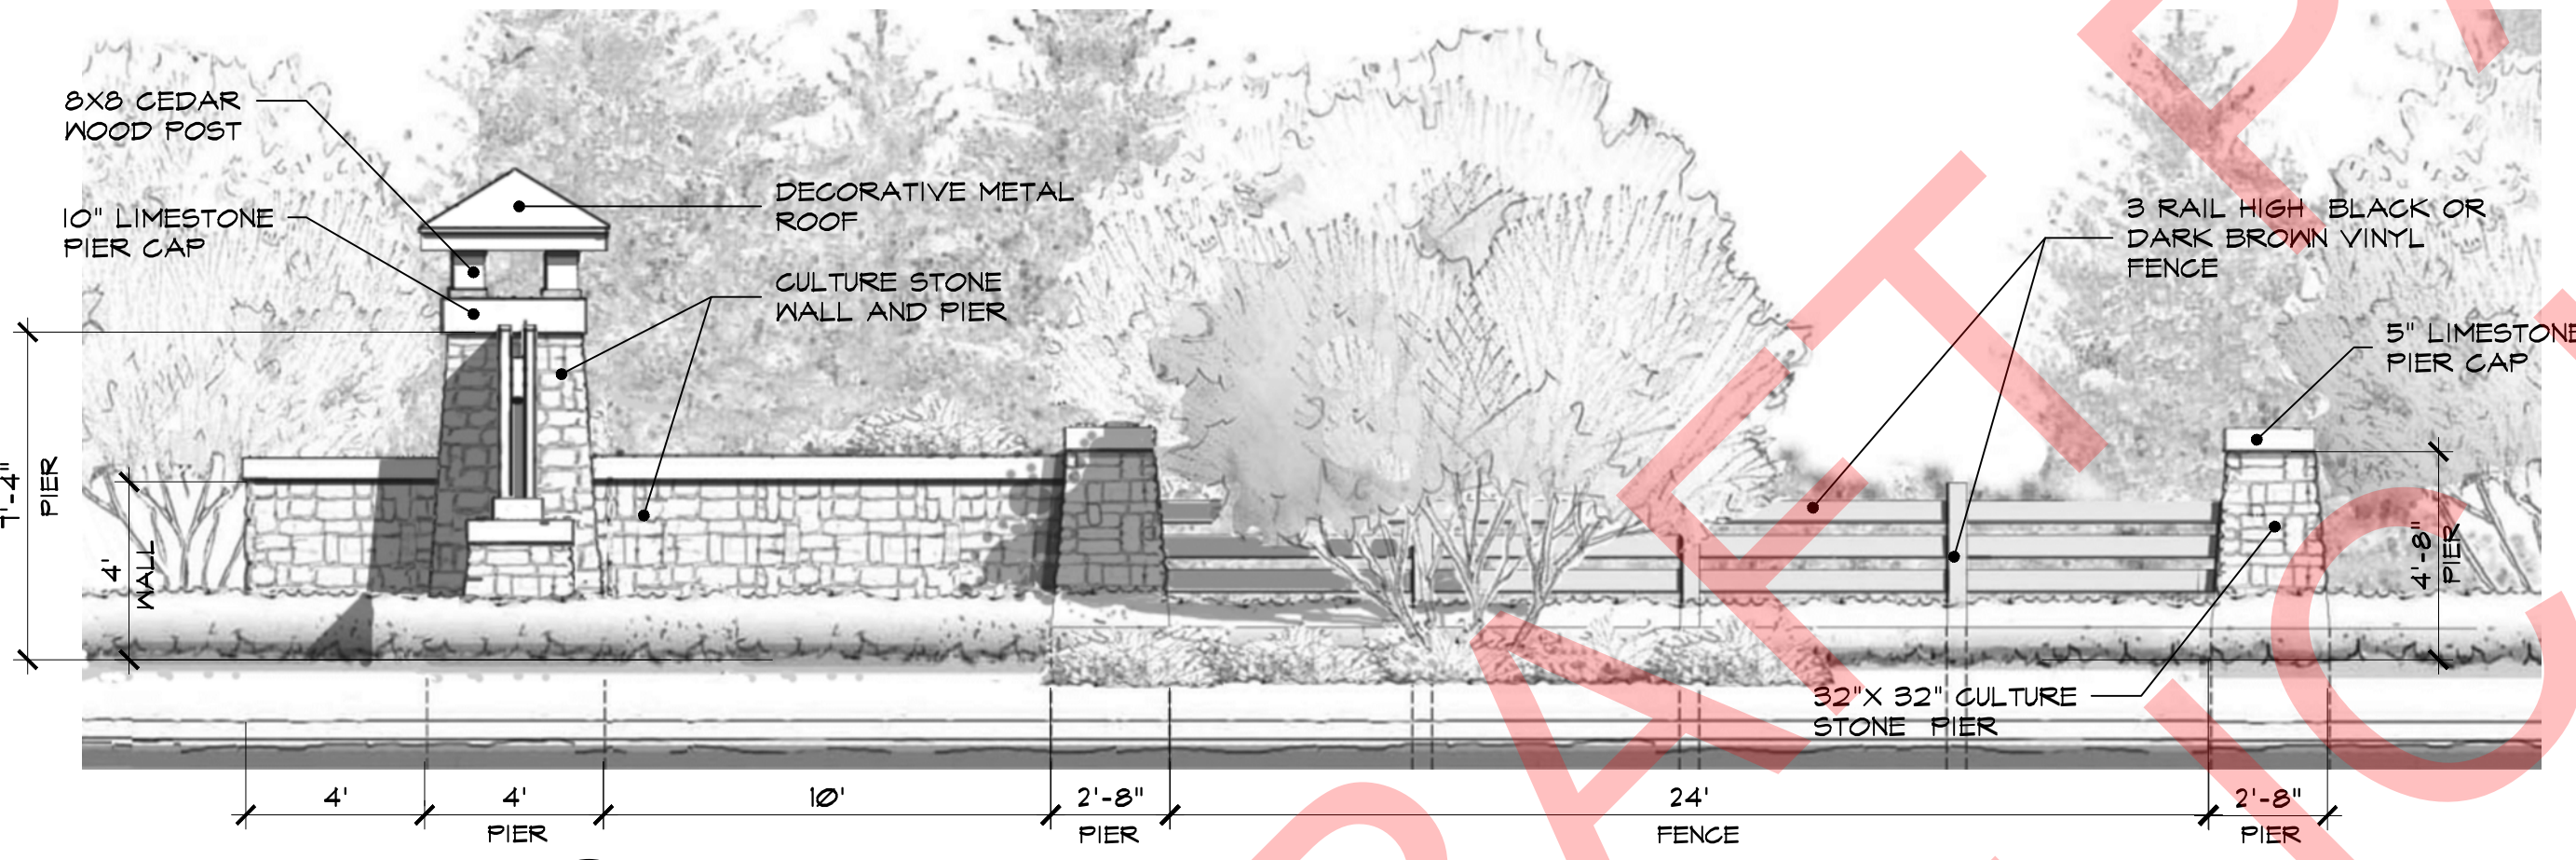 8X8 CEDAR
WOOD POST
10" LIMESTONE
PIER CAP
DECORATIVE METAL
ROOF
CULTURE STONE
WALL AND PIER
3 RAIL HIGH BLACK OR
DARK BROWN VINYL
FENCE
5" LIMESTONE
PIER CAP
7'-4"
PIER
4'
WALL
4'-8"
PIER
32"X 32" CULTURE
STONE PIER
4'
4'
PIER
10'
2'-8"
PIER
24'
FENCE
2'-8"
PIER